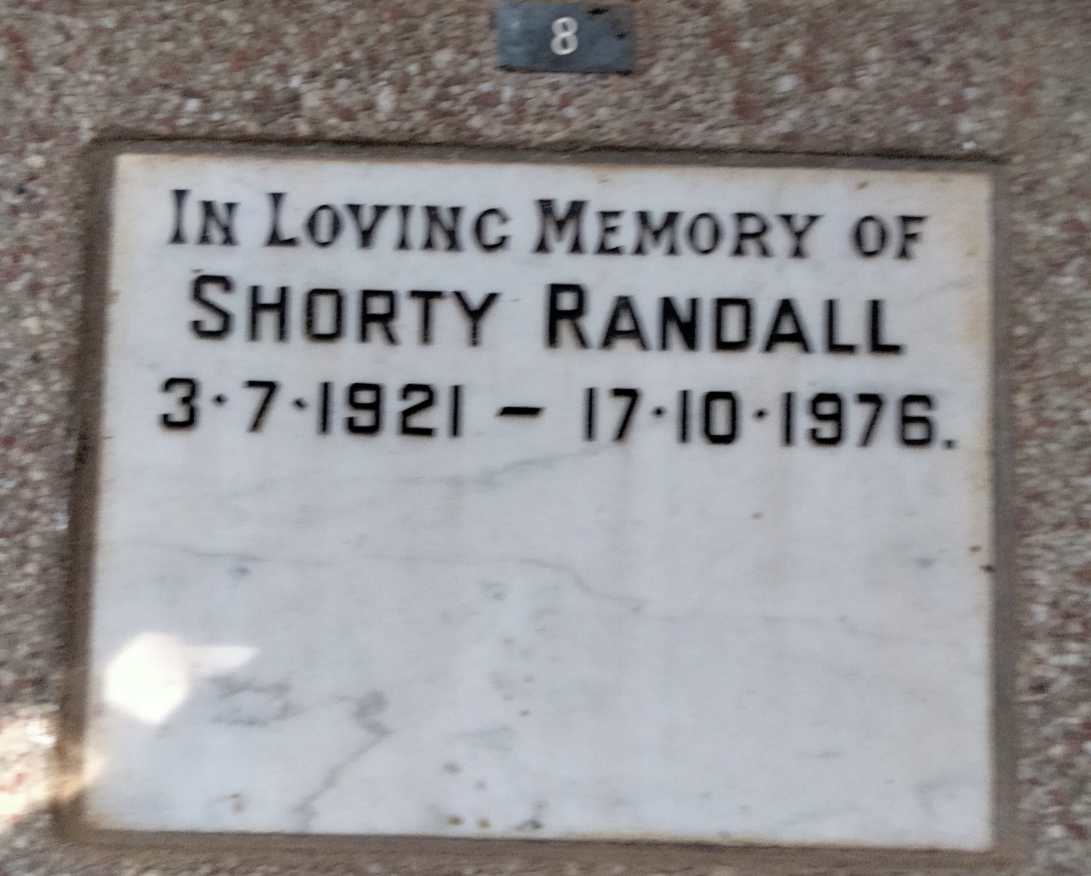 8
IN LOVING MEMORY OF
SHORTY RANDALL
3·7·1921 – 17·10·1976.